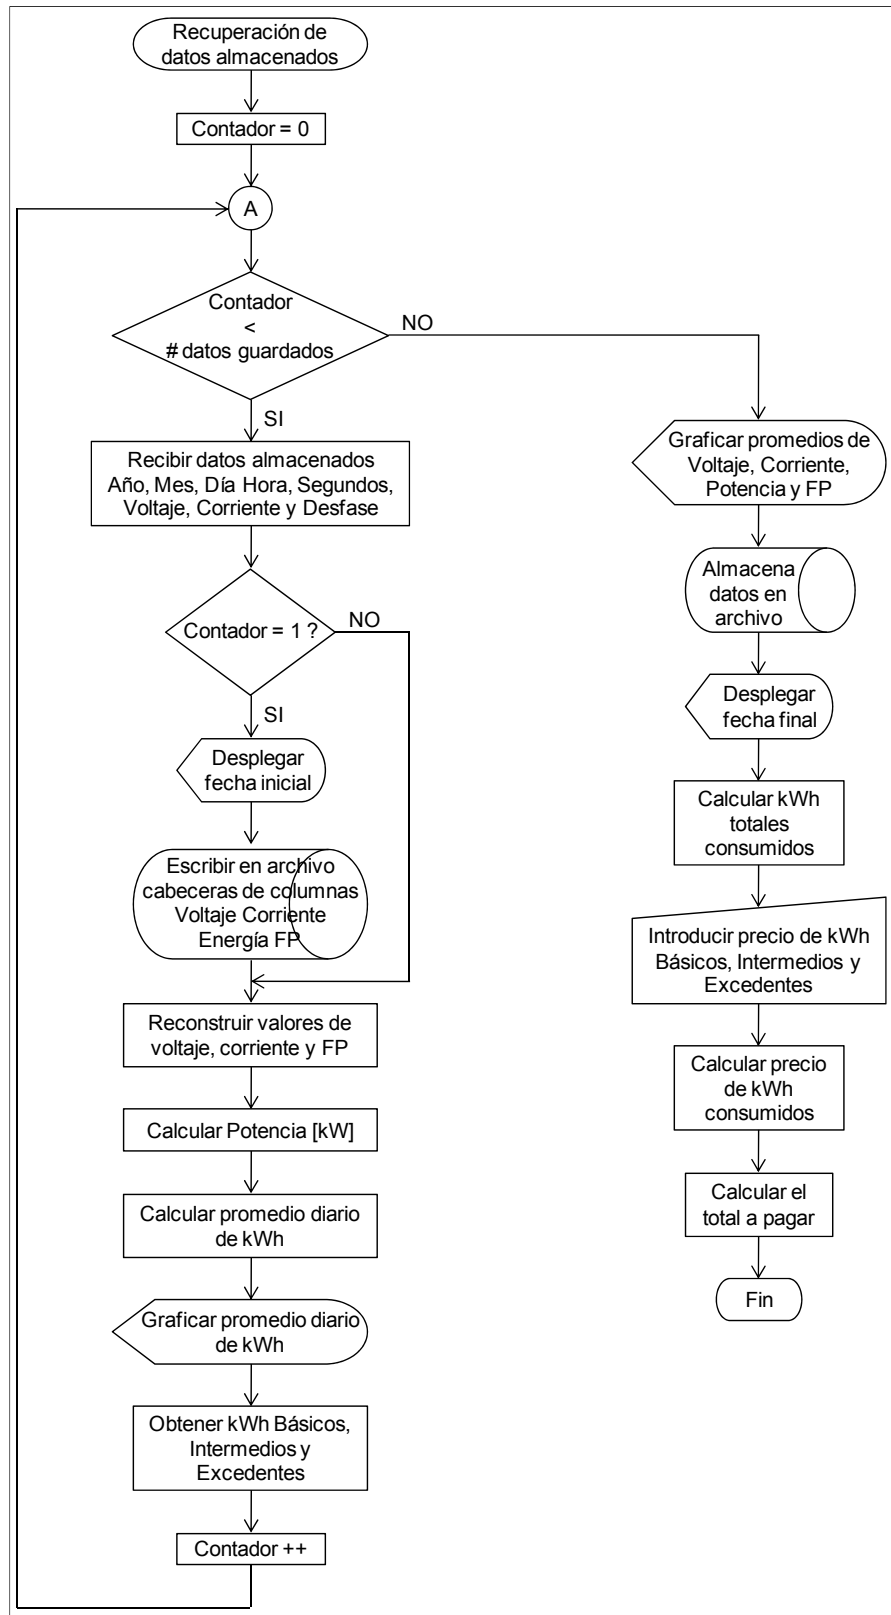 Recuperación de
datos almacenados
Contador = 0
A
Contador
<
# datos guardados
NO
SI
Recibir datos almacenados
Año, Mes, Día Hora, Segundos,
Voltaje, Corriente y Desfase
Contador = 1 ?
NO
SI
Desplegar
fecha inicial
Escribir en archivo
cabeceras de columnas
Voltaje Corriente
Energía FP
Reconstruir valores de
voltaje, corriente y FP
Calcular Potencia [kW]
Calcular promedio diario
de kWh
Graficar promedio diario
de kWh
Obtener kWh Básicos,
Intermedios y
Excedentes
Contador ++
Graficar promedios de
Voltaje, Corriente,
Potencia y FP
Almacena
datos en
archivo
Desplegar
fecha final
Calcular kWh
totales
consumidos
Introducir precio de kWh
Básicos, Intermedios y
Excedentes
Calcular precio
de kWh
consumidos
Calcular el
total a pagar
Fin